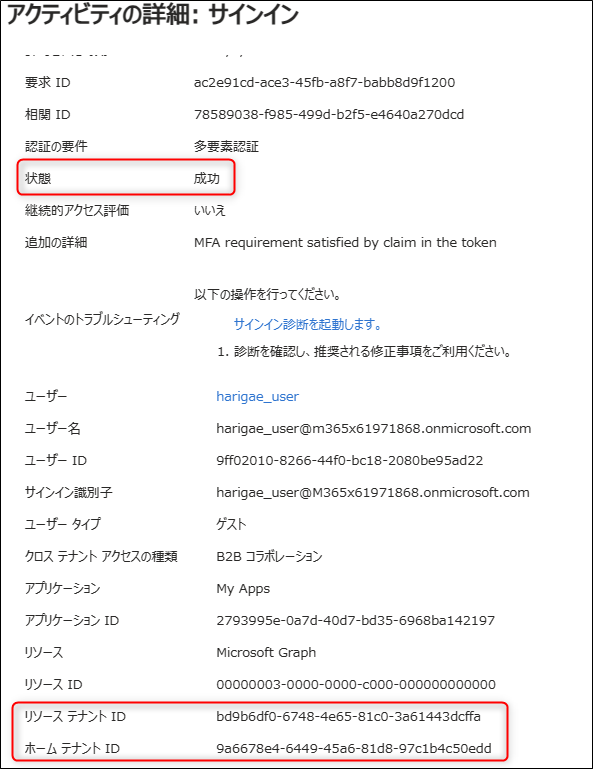 アクティビティの詳細: サインイン
要求 ID ac2e91cd-ace3-45fb-a8f7-babb8d9f1200
相関 ID 78589038-f985-499d-b2f5-e4640a270dcd
認証の要件 多要素認証
状態 成功
継続的アクセス評価 いいえ
追加の詳細 MFA requirement satisfied by claim in the token
以下の操作を行ってください。
イベントのトラブルシューティング
サインイン診断を起動します。
1. 診断を確認し、推奨される修正事項をご利用ください。
ユーザー harigae_user
ユーザー名 harigae_user@m365x61971868.onmicrosoft.com
ユーザー ID 9ff02010-8266-44f0-bc18-2080be95ad22
サインイン識別子 harigae_user@M365x61971868.onmicrosoft.com
ユーザー タイプ ゲスト
クロス テナント アクセスの種類 B2B コラボレーション
アプリケーション My Apps
アプリケーション ID 2793995e-0a7d-40d7-bd35-6968ba142197
リソース Microsoft Graph
リソース ID 00000003-0000-0000-c000-000000000000
リソース テナント ID bd9b6df0-6748-4e65-81c0-3a61443dcffa
ホーム テナント ID 9a6678e4-6449-45a6-81d8-97c1b4c50edd